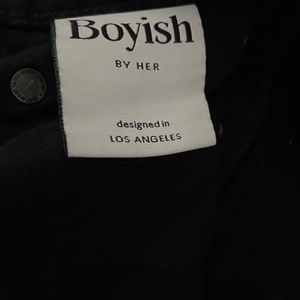 Boyish
BY HER
designed in
LOS ANGELES